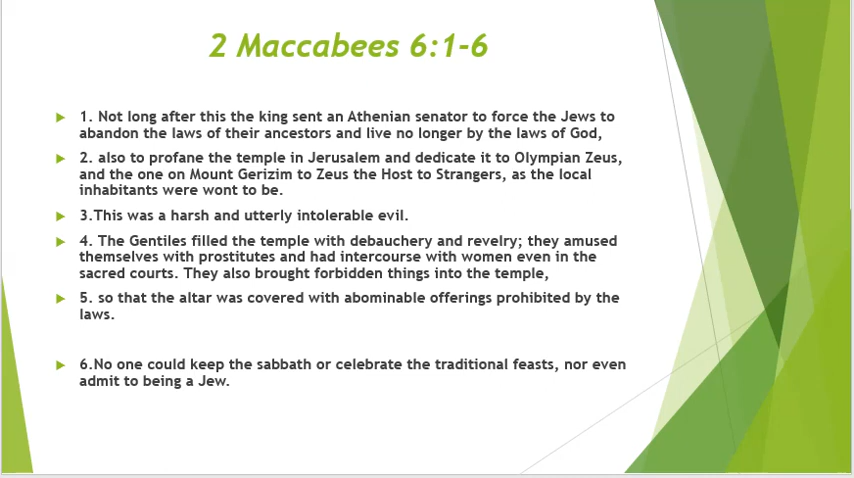 2 Maccabees 6:1-6
1. Not long after this the king sent an Athenian senator to force the Jews to
abandon the laws of their ancestors and live no longer by the laws of God,
2. also to profane the temple in Jerusalem and dedicate it to Olympian Zeus,
and the one on Mount Gerizim to Zeus the Host to Strangers, as the local
inhabitants were wont to be.
3.This was a harsh and utterly intolerable evil.
4. The Gentiles filled the temple with debauchery and revelry; they amused
themselves with prostitutes and had intercourse with women even in the
sacred courts. They also brought forbidden things into the temple,
5. so that the altar was covered with abominable offerings prohibited by the
laws.
6.No one could keep the sabbath or celebrate the traditional feasts, nor even
admit to being a Jew.